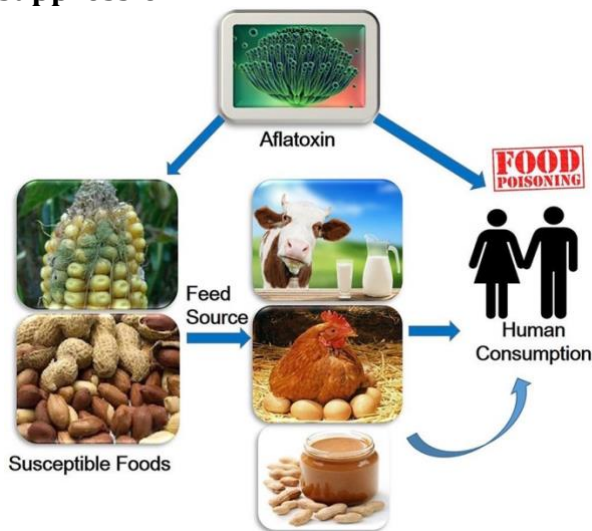 Aflatoxin
FOOD
POISONING
Feed
Source
Human
Consumption
Susceptible Foods